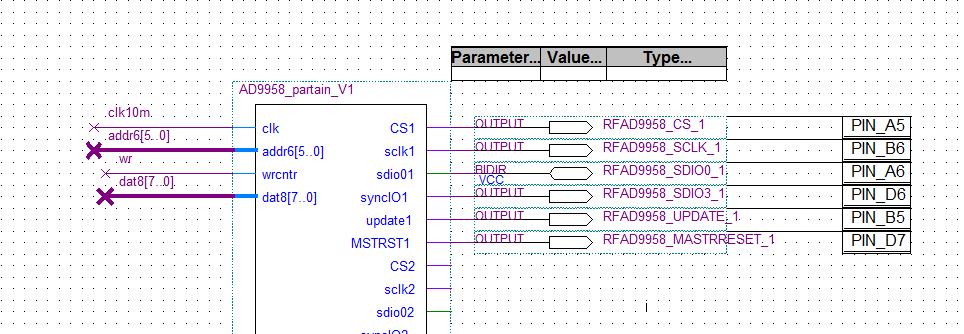 Parameter... Value... Type...
AD9958_partain_V1
clk10m.
clk CS1 OUTPUT RFAD9958_CS_1 PIN_A5
addr6[5..0]
addr6[5..0] sclk1 OUTPUT RFAD9958_SCLK_1 PIN_B6
wr
wrcntr sdio01 BIDIR RFAD9958_SDIO0_1 PIN_A6
VCC
dat8[7..0]
dat8[7..0] syncIO1 OUTPUT RFAD9958_SDIO3_1 PIN_D6
update1 OUTPUT RFAD9958_UPDATE_1 PIN_B5
MSTRST1 OUTPUT RFAD9958_MASTRRESET_1 PIN_D7
CS2
sclk2
sdio02
syncIO2